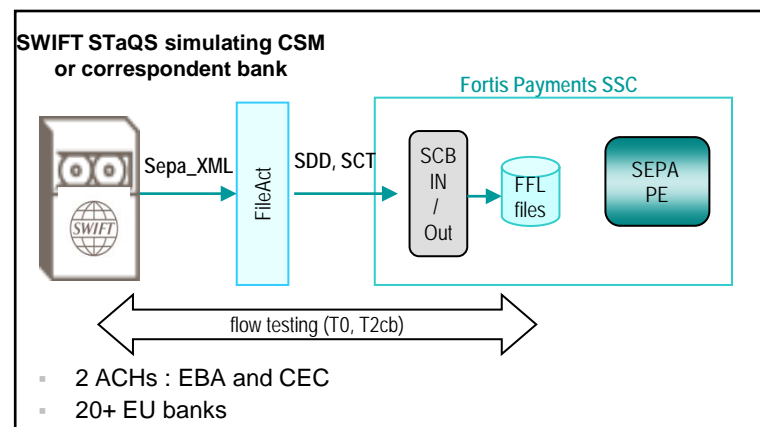 SWIFT STaQS simulating CSM
or correspondent bank
Fortis Payments SSC
Sepa_XML
FileAct
SDD, SCT
SCB
IN
/
Out
FFL
files
SEPA
PE
SWIFT
flow testing (T0, T2cb)
2 ACHs : EBA and CEC
20+ EU banks